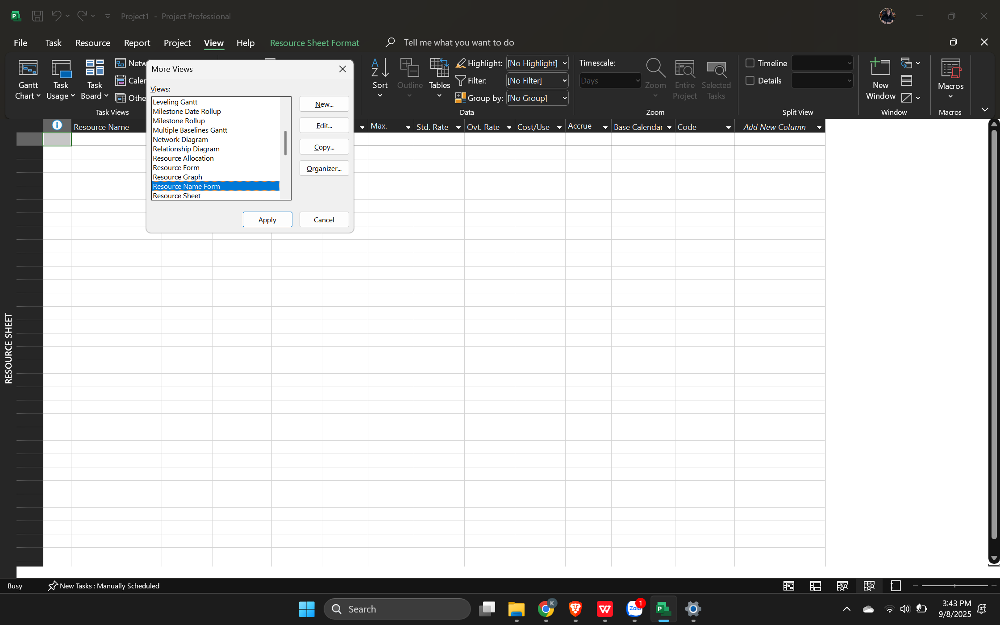 Project1 - Project Professional
File Task Resource Report Project View Help Resource Sheet Format Tell me what you want to do
Gantt Chart
Task Usage
Task Board
Netw
Caler
Othe
Task Views
Sort
Outline
Tables
Highlight: [No Highlight]
Filter: [No Filter]
Group by: [No Group]
Data
Timescale:
Days
Zoom
Entire Project
Selected Tasks
Zoom
Timeline
Details
Split View
New Window
Window
Macros
Macros
More Views
Views:
Leveling Gantt
Milestone Date Rollup
Milestone Rollup
Multiple Baselines Gantt
Network Diagram
Relationship Diagram
Resource Allocation
Resource Form
Resource Graph
Resource Name Form
Resource Sheet
New...
Edit...
Copy...
Organizer...
Apply
Cancel
Resource Name Max. Std. Rate Ovt. Rate Cost/Use Accrue Base Calendar Code Add New Column
RESOURCE SHEET
Busy New Tasks : Manually Scheduled
Search
K
Zalo
1
3:43 PM
9/8/2025